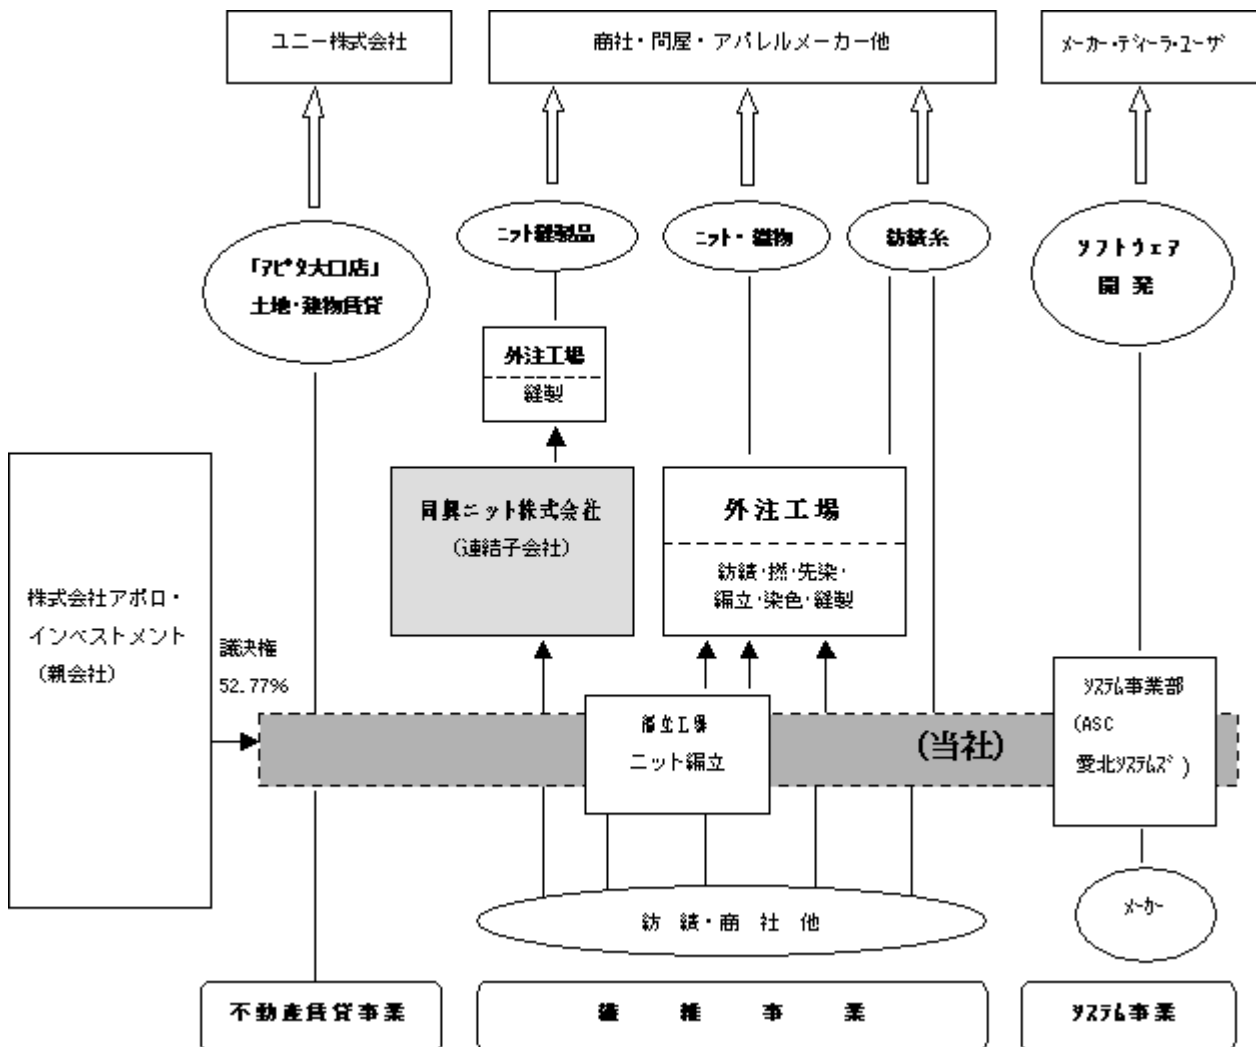 ユニー株式会社
商社・問屋・アパレルメーカー他
ﾒｰｶｰ・ﾃﾞｨｰﾗ・ﾕｰｻﾞ
ニット縫製品
ニット・織物
紡績糸
ソフトウェア
開発
「アピタ大口店」
土地・建物賃貸
外注工場
縫製
同興ニット株式会社
（連結子会社）
外注工場
紡績・撚・先染・
編立・染色・縫製
株式会社アポロ・
インベストメント
（親会社）
議決権
52.77%
編立工場
ニット編立
（当社）
ｼｽﾃﾑ事業部
(ASC
愛北ｼｽﾃﾑｽﾞ)
紡績・商社他
ﾒｰｶｰ
不動産賃貸事業
繊維事業
ｼｽﾃﾑ事業